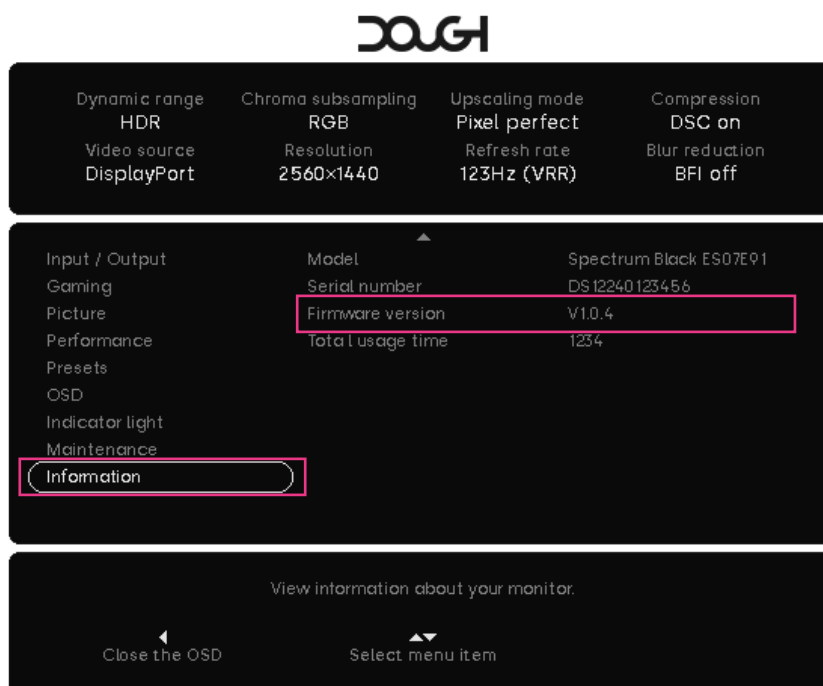 DOUGH
Dynamic range Chroma subsampling Upscaling mode Compression
HDR RGB Pixel perfect DSC on
Video source Resolution Refresh rate Blur reduction
DisplayPort 2560×1440 123Hz (VRR) BFI off
Input / Output Model Spectrum Black ES07E91
Gaming Serial number DS12240123456
Picture Firmware version V1.0.4
Performance Total usage time 1234
Presets
OSD
Indicator light
Maintenance
Information
View information about your monitor.
Close the OSD Select menu item